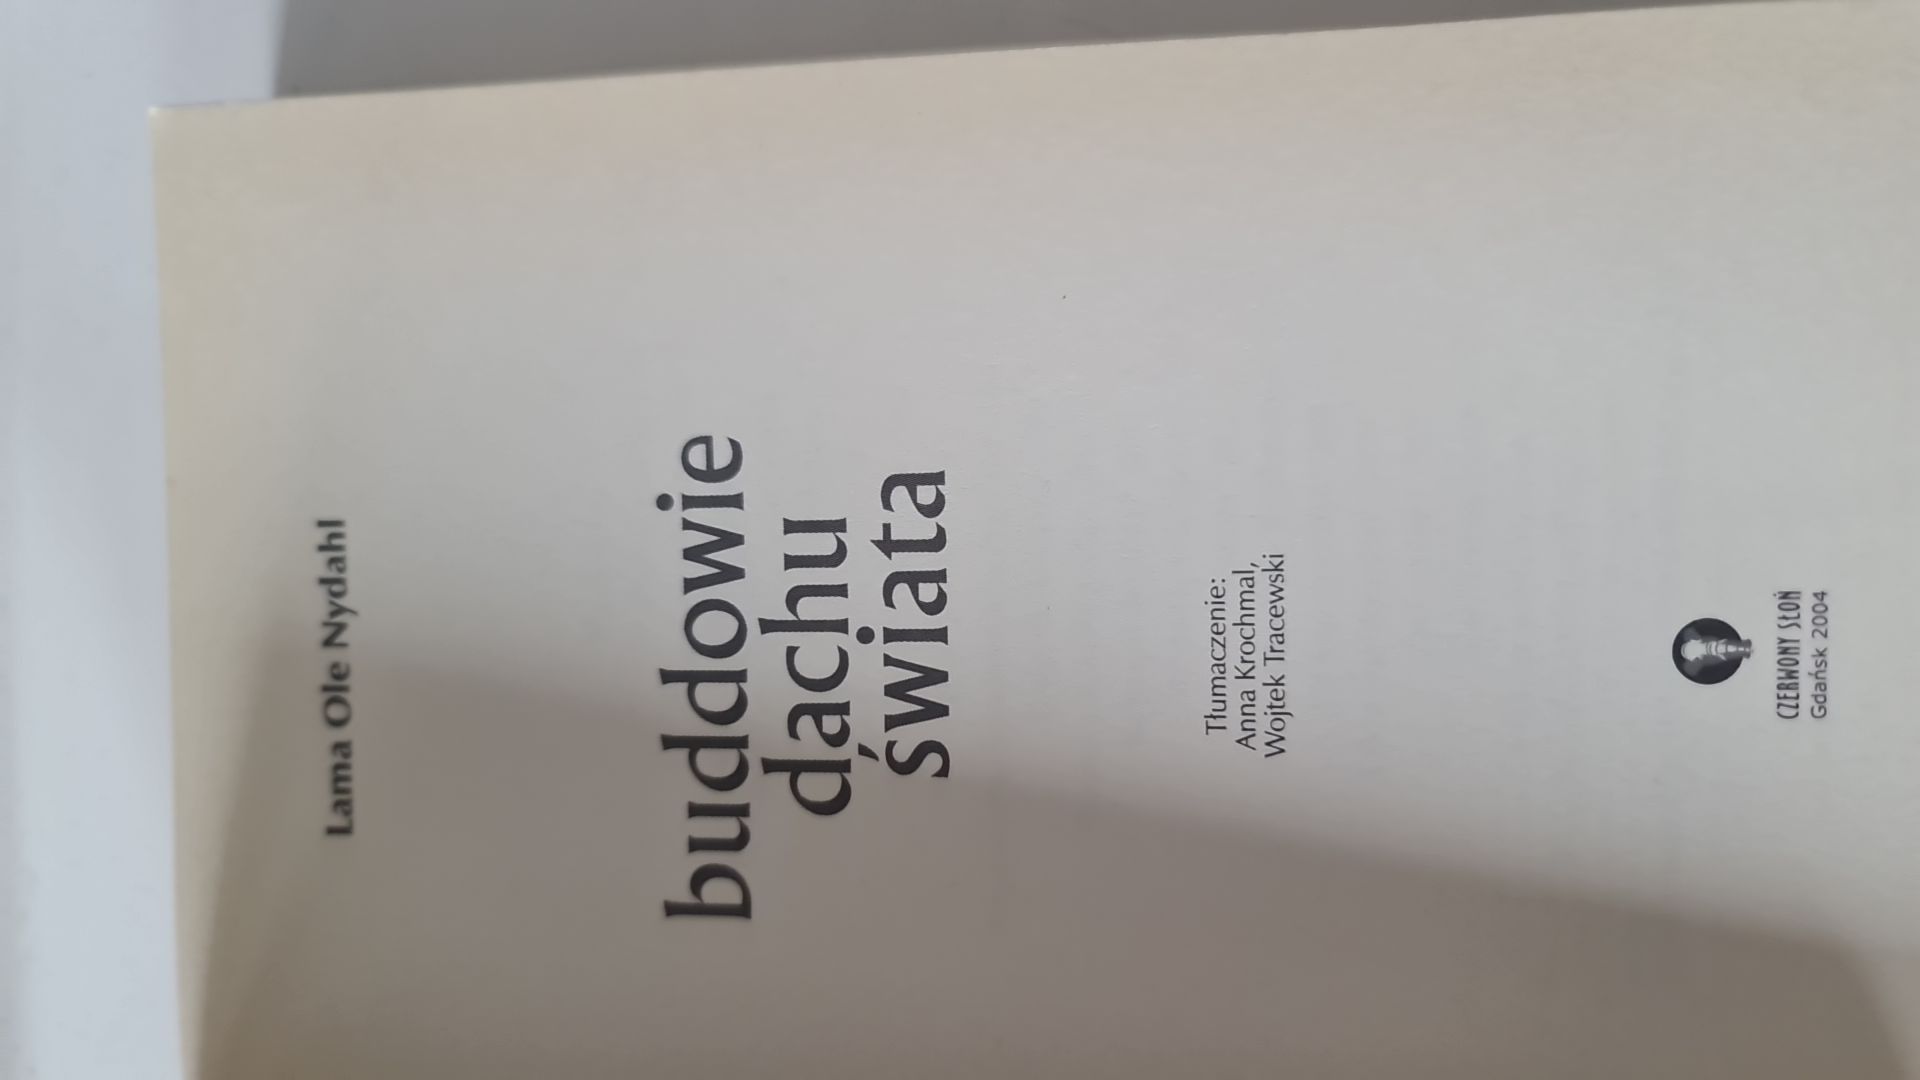 Lama Ole Nydahl
buddowie
dachu
świata
Tłumaczenie:
Anna Krochmal,
Wojtek Tracewski
CZERWONY SŁOŃ
Gdańsk 2004